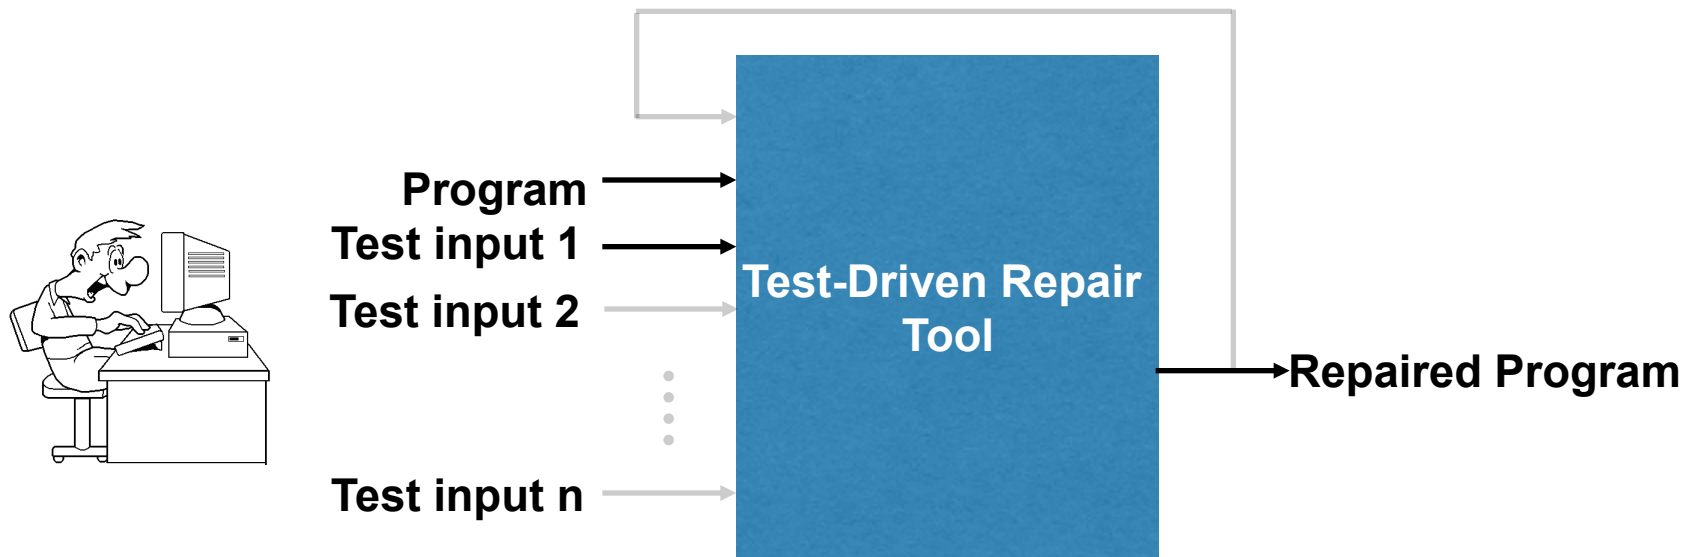 Program
Test input 1
Test input 2
Test input n
Test-Driven Repair
Tool
Repaired Program